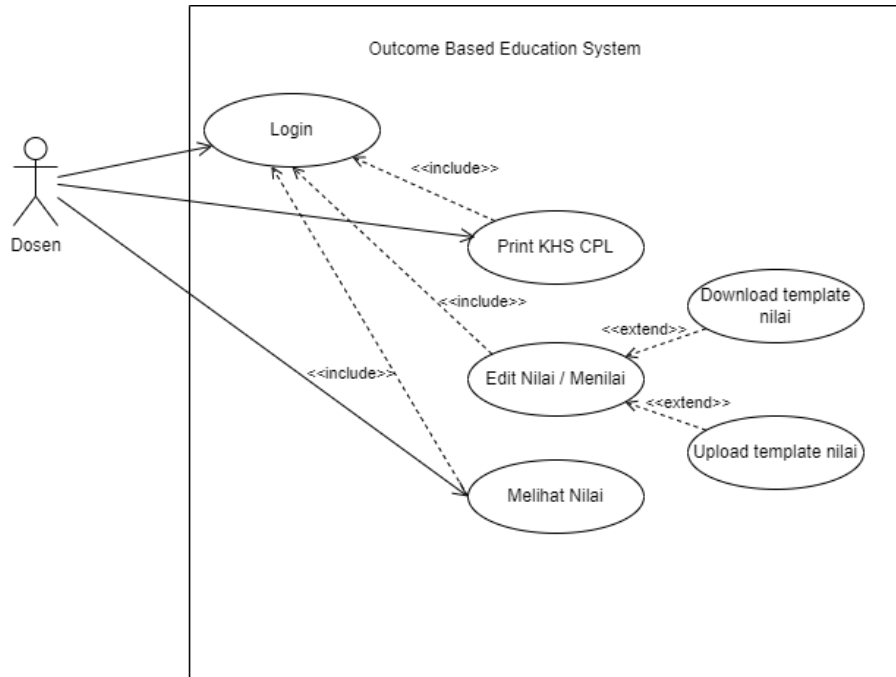 Outcome Based Education System
Login
<<include>>
Dosen
Print KHS CPL
<<include>>
Download template
nilai
<<extend>>
<<include>>
Edit Nilai / Menilai
<<extend>>
Upload template nilai
Melihat Nilai